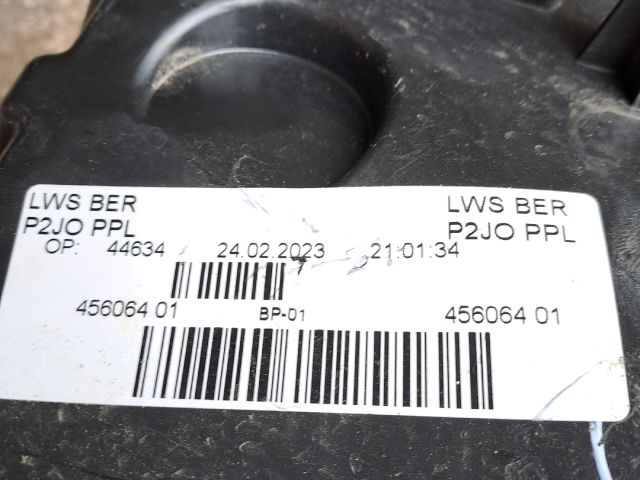 LWS BER LWS BER
P2JO PPL P2JO PPL
OP: 44634 24.02.2023 21:01:34
456064 01 BP-01 456064 01